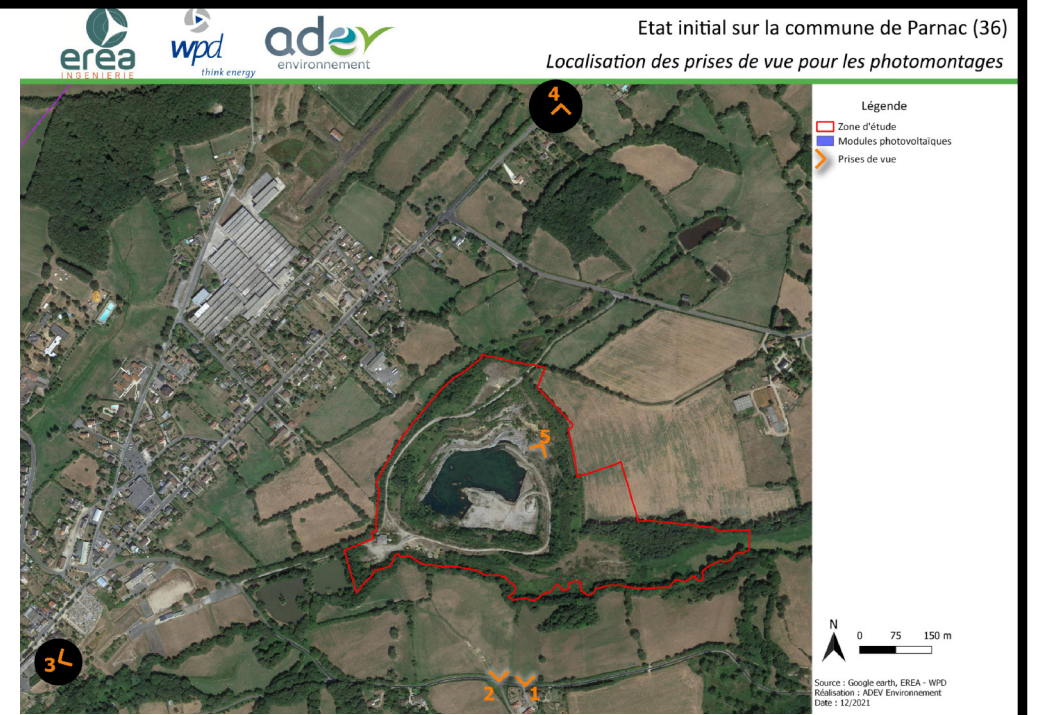 erea
INGENIERIE
wpd
think energy
adev
environnement
Etat initial sur la commune de Parnac (36)
Localisation des prises de vue pour les photomontages
4
Légende
Zone d'étude
Modules photovoltaïques
Prises de vue
5
3
2
1
N
0 75 150 m
Source : Google earth, EREA - WPD
Réalisation : ADEV Environnement
Date : 12/2021